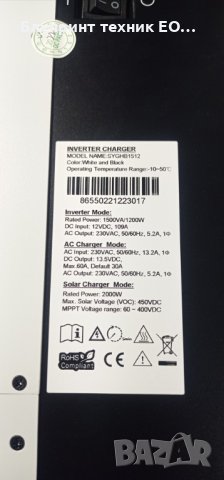 Битпарк техник ЕО...
INVERTER CHARGER
MODEL NAME:SYGHB1512
Color:White and Black
Operating Temperature Range:-10~50℃
86550221223017
Inverter Mode:
Rated Power: 1500VA/1200W
DC Input: 12VDC, 109A
AC Output: 230VAC, 50/60Hz, 5.2A, 1Φ
AC Charger Mode:
AC Input: 230VAC, 50/60Hz, 13.2A, 1Φ
DC Output: 13.5VDC,
Max.60A, Default 30A
AC Output: 230VAC, 50/60Hz, 5.2A, 1Φ
Solar Charger Mode:
Rated Power: 2000W
Max. Solar Voltage (VOC): 450VDC
MPPT Voltage range: 60 ~ 400VDC
RoHS
Compliant
BAZAR